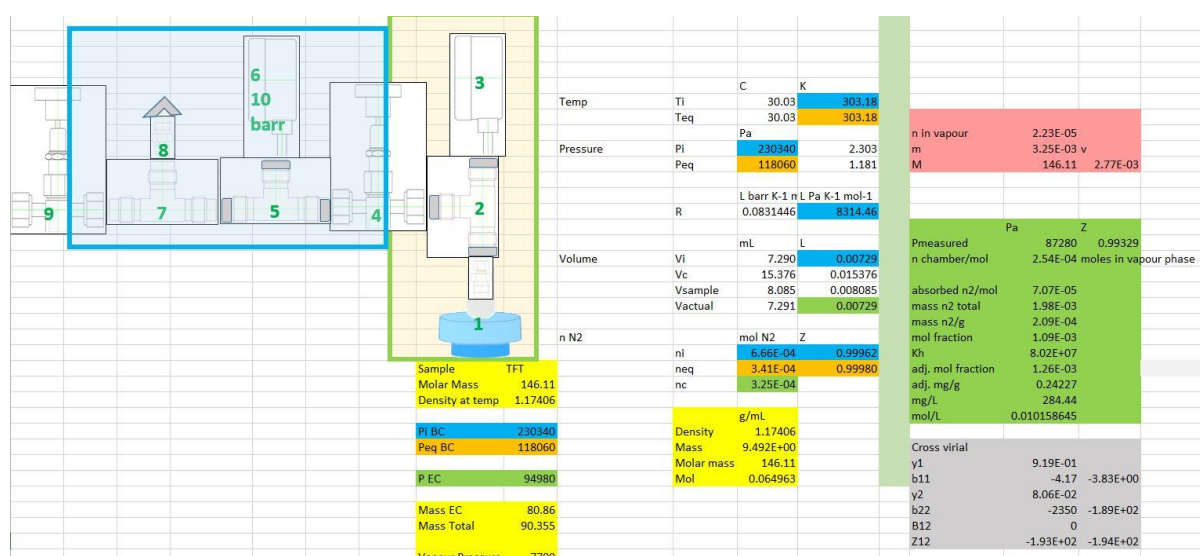 6
10
barr
3
8
9
7
5
4
2
1
C K
Temp Ti 30.03 303.18
Teq 30.03 303.18
Pa
Pressure Pi 230340 2.303
Peq 118060 1.181
L barr K-1 m L Pa K-1 mol-1
R 0.0831446 8314.46
mL L
Volume Vi 7.290 0.00729
Vc 15.376 0.015376
Vsample 8.085 0.008085
Vactual 7.291 0.00729
n N2 mol N2 Z
ni 6.66E-04 0.99962
neq 3.41E-04 0.99980
nc 3.25E-04
g/mL
Density 1.17406
Mass 9.492E+00
Molar mass 146.11
Mol 0.064963
Sample TFT
Molar Mass 146.11
Density at temp 1.17406
Pi BC 230340
Peq BC 118060
P EC 94980
Mass EC 80.86
Mass Total 90.355
Vapour Pressure 7700
n in vapour 2.23E-05
m 3.25E-03 v
M 146.11 2.77E-03
Pa Z
Pmeasured 87280 0.99329
n chamber/mol 2.54E-04 moles in vapour phase
absorbed n2/mol 7.07E-05
mass n2 total 1.98E-03
mass n2/g 2.09E-04
mol fraction 1.09E-03
Kh 8.02E+07
adj. mol fraction 1.26E-03
adj. mg/g 0.24227
mg/L 284.44
mol/L 0.010158645
Cross virial
y1 9.19E-01
b11 -4.17 -3.83E+00
y2 8.06E-02
b22 -2350 -1.89E+02
B12 0
Z12 -1.93E+02 -1.94E+02